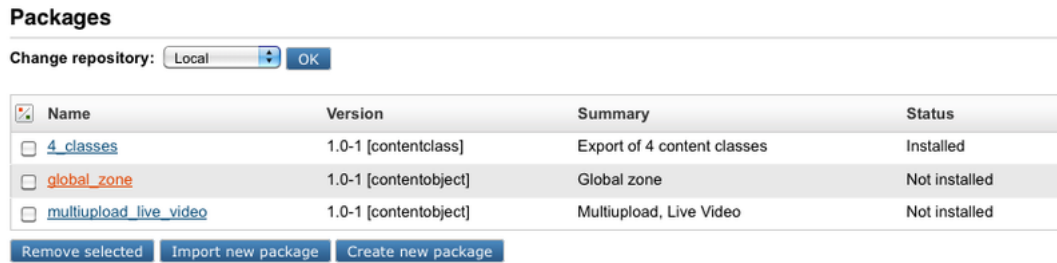 Packages
Change repository: Local OK
Name Version Summary Status
4_classes 1.0-1 [contentclass] Export of 4 content classes Installed
global_zone 1.0-1 [contentobject] Global zone Not installed
multiupload_live_video 1.0-1 [contentobject] Multiupload, Live Video Not installed
Remove selected Import new package Create new package